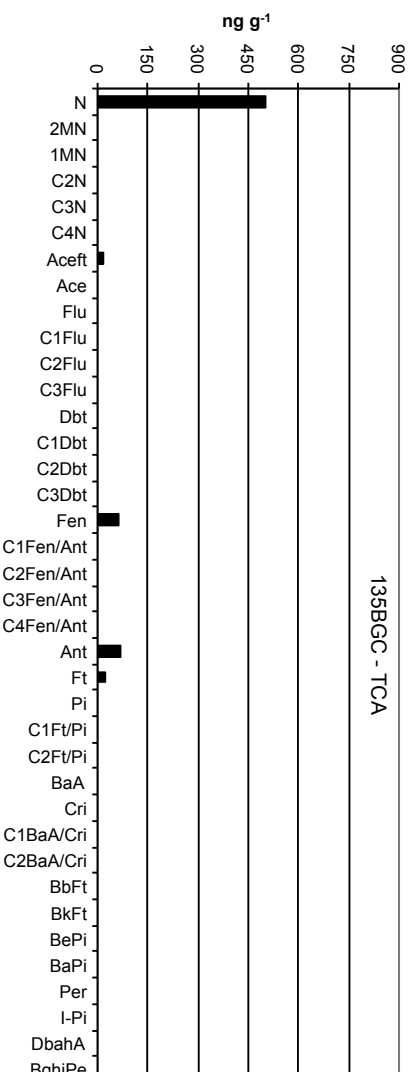 ng g-1
0
150
300
450
600
750
900
135BGC - TCA
N
2MN
1MN
C2N
C3N
C4N
Aceft
Ace
Flu
C1Flu
C2Flu
C3Flu
Dbt
C1Dbt
C2Dbt
C3Dbt
Fen
C1Fen/Ant
C2Fen/Ant
C3Fen/Ant
C4Fen/Ant
Ant
Ft
Pi
C1Ft/Pi
C2Ft/Pi
BaA
Cri
C1BaA/Cri
C2BaA/Cri
BbFt
BkFt
BePi
BaPi
Per
I-Pi
DbahA
BghiPe